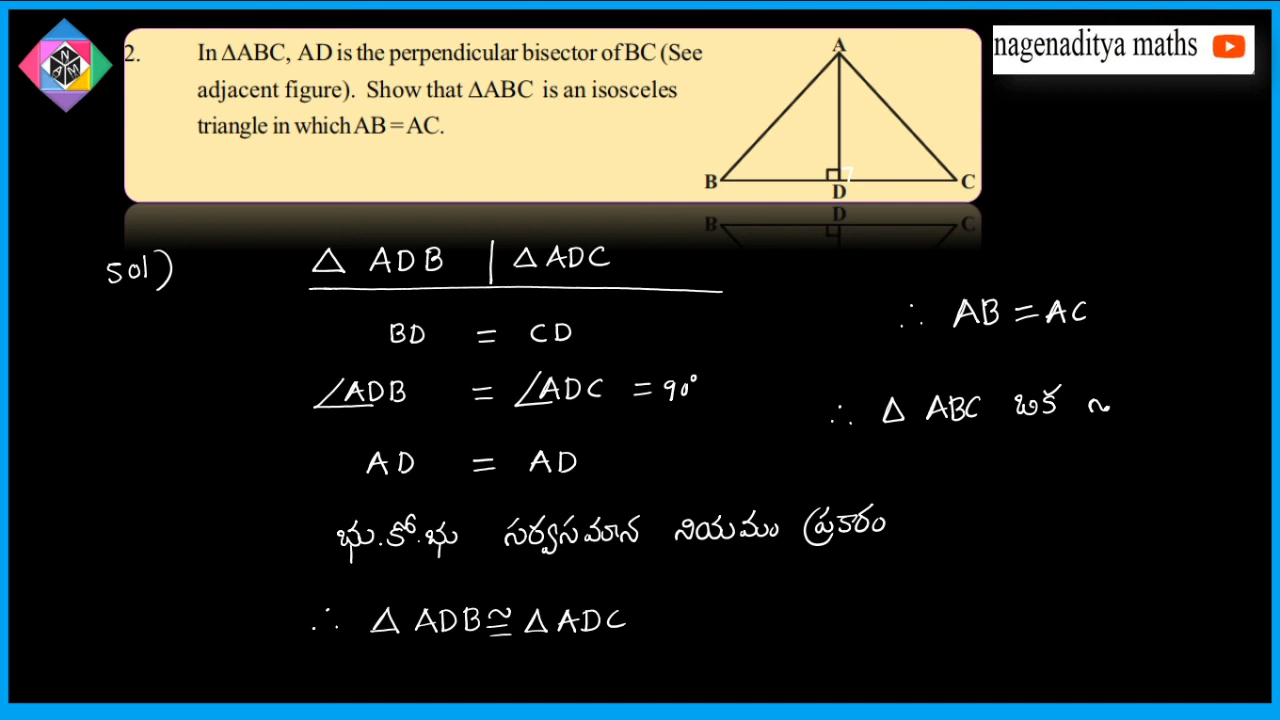 nagenaditya maths
N
A M
2. In ΔABC, AD is the perpendicular bisector of BC (See
adjacent figure). Show that ΔABC is an isosceles
triangle in which AB = AC.
A
B
D
C
B
D
C
Sol)
△ ADB | △ ADC
BD = CD
∠ADB = ∠ADC = 90°
AD = AD
భు.కో.భు సర్వసమాన నియమం ప్రకారం
∴ △ ADB ≅ △ ADC
∴ AB = AC
∴ △ ABC ఒక